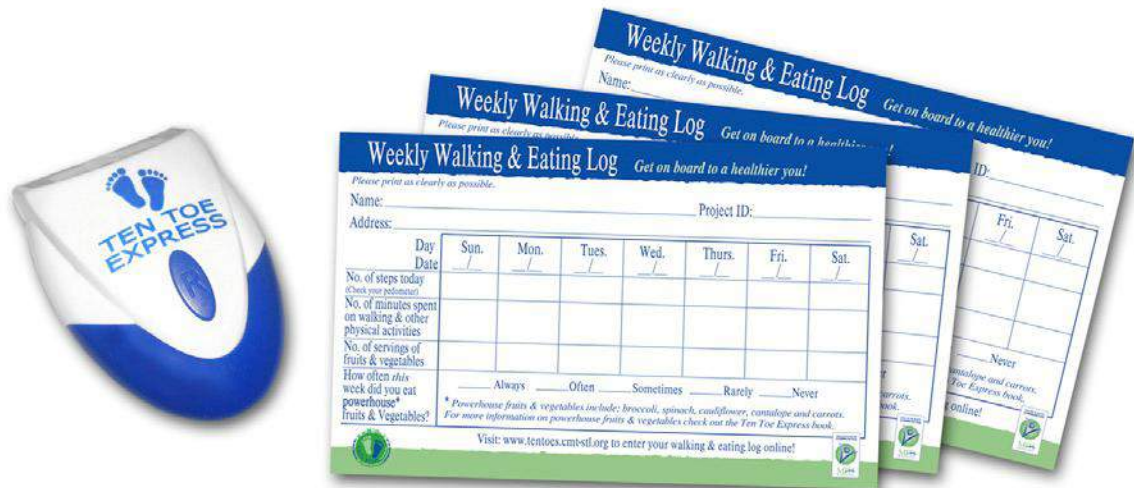 TEN TOE
EXPRESS
R
Weekly Walking & Eating Log Get on board to a healthier you!
Please print as clearly as possible.
Name:
Project ID:
Address:
Day
Date
Sun.
Mon.
Tues.
Wed.
Thurs.
Fri.
Sat.
No. of steps today
(Check your pedometer)
No. of minutes spent
on walking & other
physical activities
No. of servings of
fruits & vegetables
How often this
week did you eat
powerhouse*
fruits & Vegetables?
Always Often Sometimes Rarely Never
* Powerhouse fruits & vegetables include; broccoli, spinach, cauliflower, cantalope and carrots.
For more information on powerhouse fruits & vegetables check out the Ten Toe Express book.
Visit: www.tentoes.cmt-stl.org to enter your walking & eating log online!
Weekly Walking & Eating Log Get on board to a healthier you!
Please print as clearly as possible.
Sat.
carrots.
book.
Weekly Walking & Eating Log Get on board to a healthier you!
Please print as clearly as possible.
Name:
ID:
Fri.
Sat.
Never
cantalope and carrots.
Toe Express book.
online!